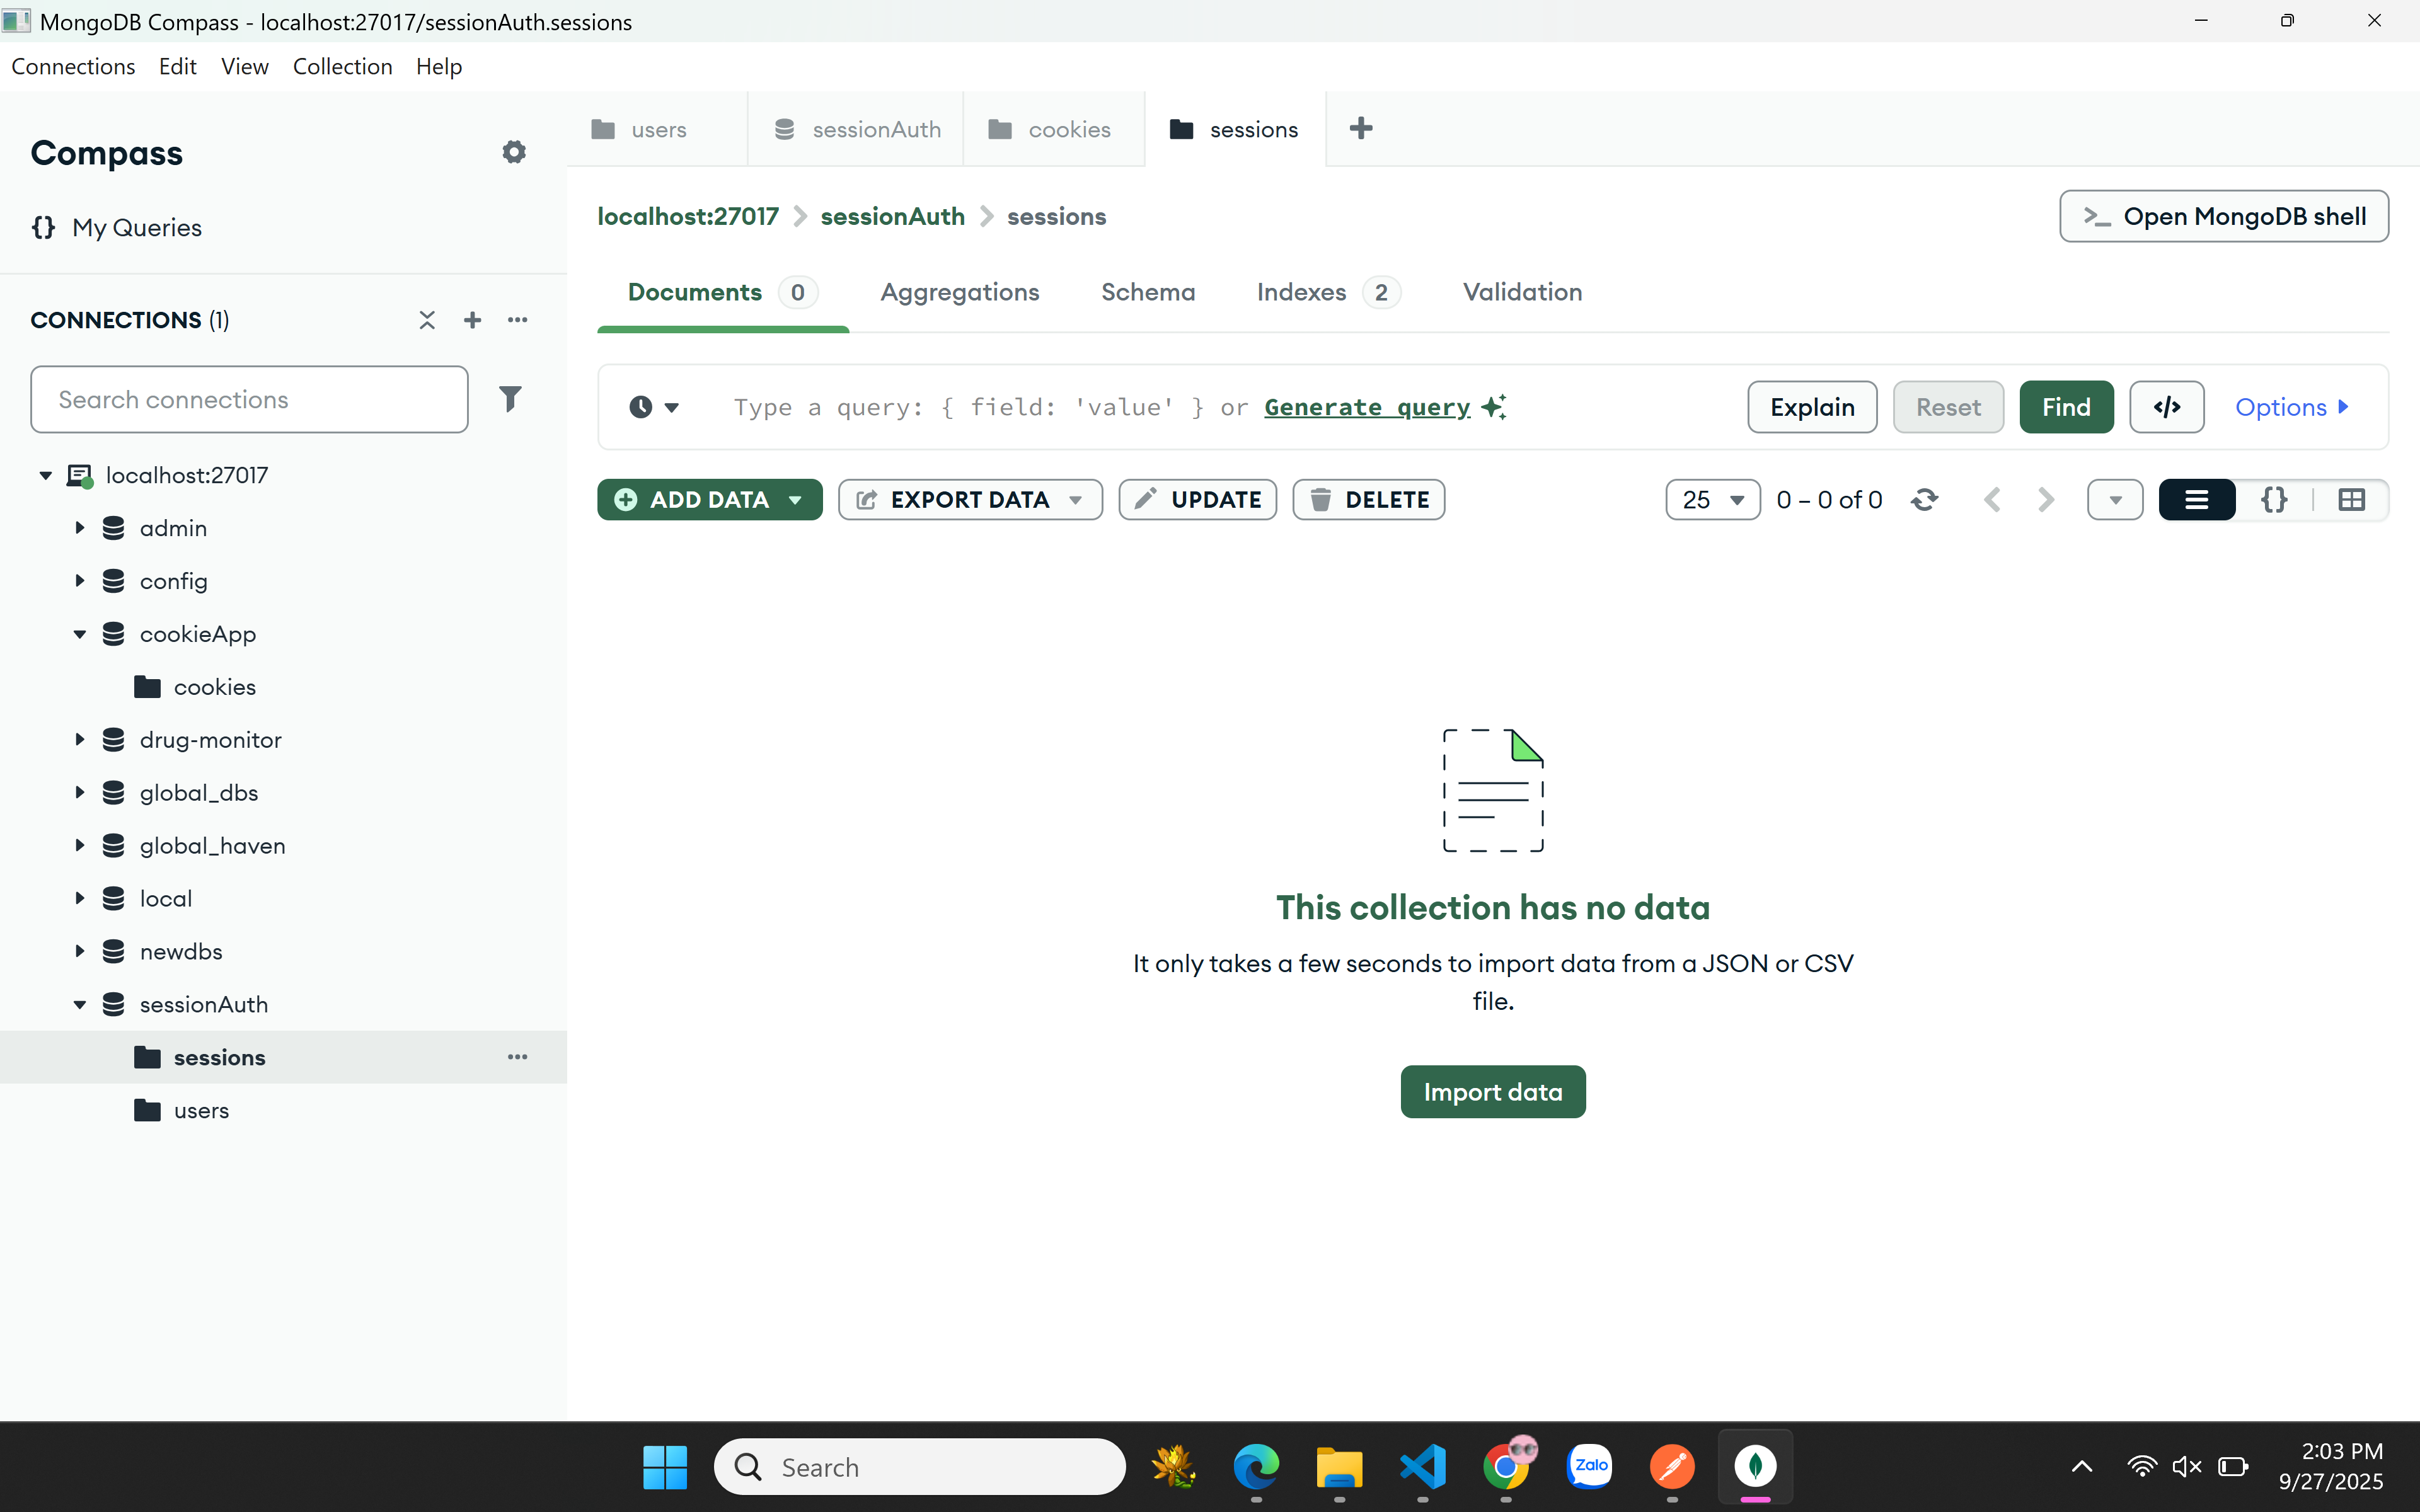 MongoDB Compass - localhost:27017/sessionAuth.sessions
Connections Edit View Collection Help
Compass
{} My Queries
CONNECTIONS (1)
Search connections
localhost:27017
admin
config
cookieApp
cookies
drug-monitor
global_dbs
global_haven
local
newdbs
sessionAuth
sessions
users
users sessionAuth cookies sessions
localhost:27017 > sessionAuth > sessions
>_ Open MongoDB shell
Documents 0 Aggregations Schema Indexes 2 Validation
Type a query: { field: 'value' } or Generate query
Explain Reset Find </> Options
ADD DATA EXPORT DATA UPDATE DELETE
25 0 – 0 of 0 {}
This collection has no data
It only takes a few seconds to import data from a JSON or CSV
file.
Import data
Search
Zalo
2:03 PM
9/27/2025